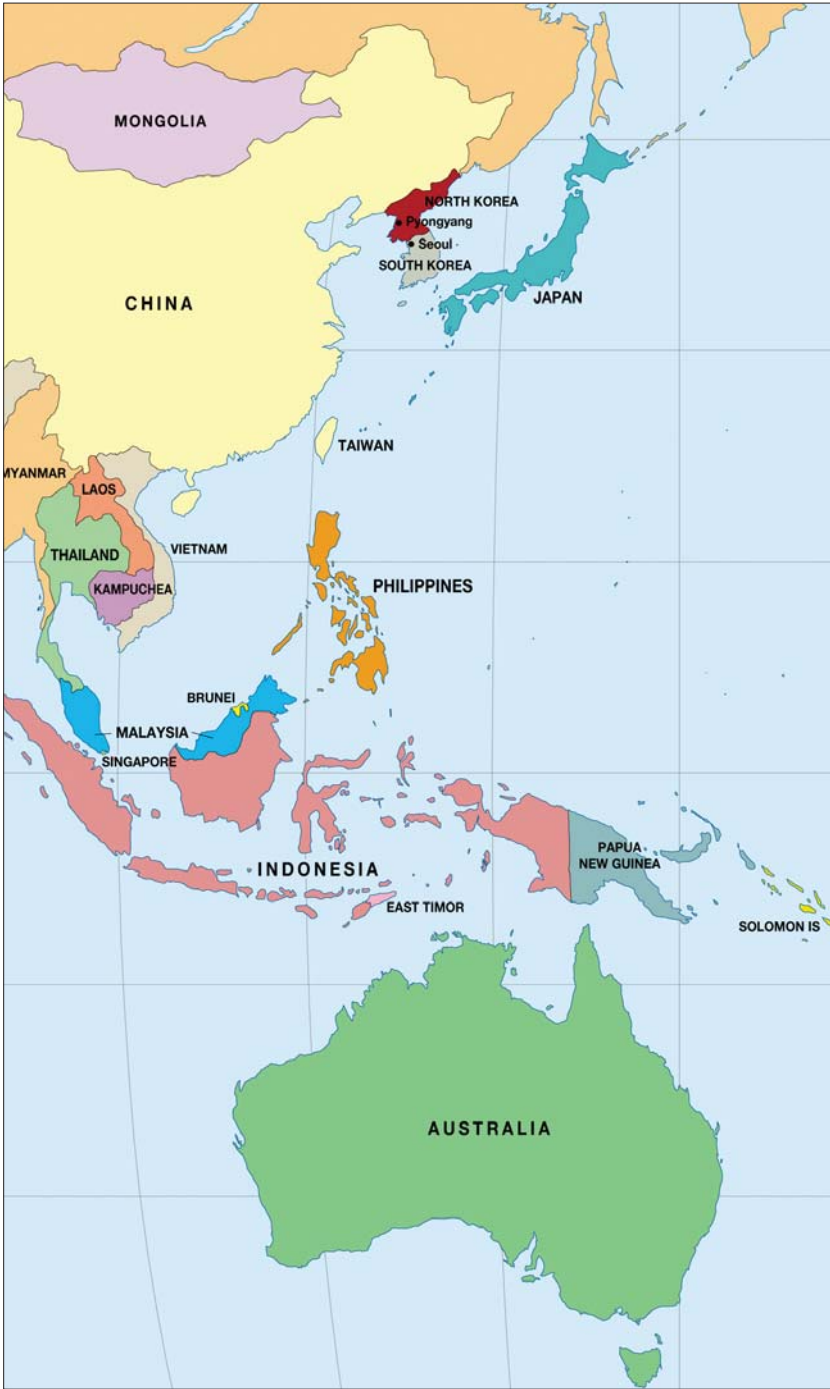 MONGOLIA
NORTH KOREA
Pyongyang
Seoul
SOUTH KOREA
CHINA
JAPAN
TAIWAN
MYANMAR
LAOS
VIETNAM
THAILAND
KAMPUCHEA
PHILIPPINES
BRUNEI
MALAYSIA
SINGAPORE
PAPUA
NEW GUINEA
INDONESIA
EAST TIMOR
SOLOMON IS
AUSTRALIA